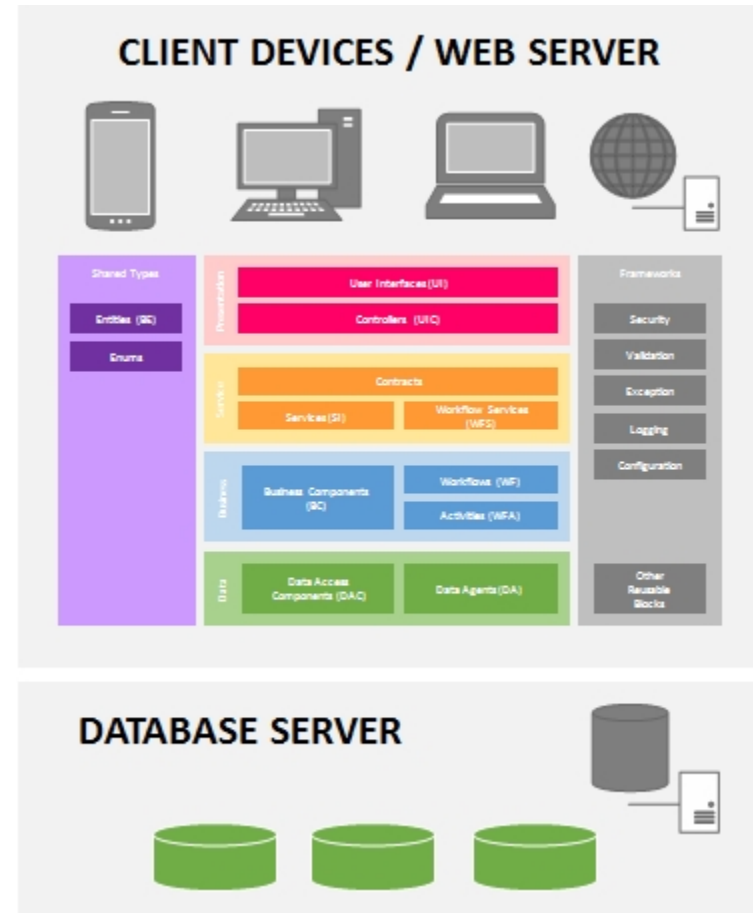 CLIENT DEVICES / WEB SERVER
Shared Types
Entities (BE)
Enums
Presentation
User Interfaces (UI)
Controllers (UIC)
Service
Contracts
Services (SI)
Workflow Services
(WFS)
Business
Business Components
(BC)
Workflows (WF)
Activities (WFA)
Data
Data Access
Components (DAC)
Data Agents (DA)
Frameworks
Security
Validation
Exception
Logging
Configuration
Other
Reusable
Blocks
DATABASE SERVER